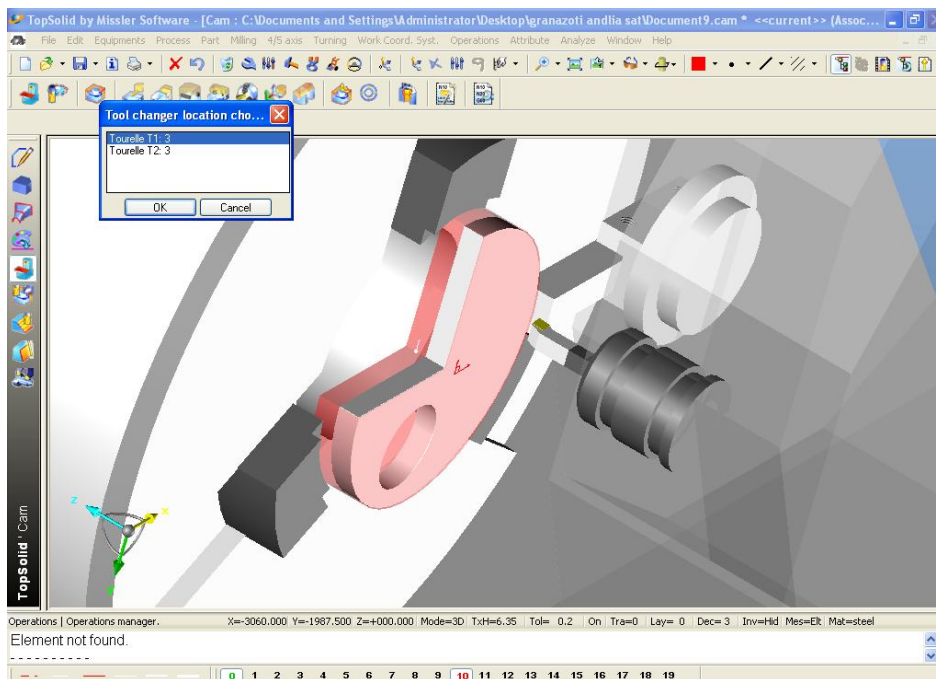 TopSolid by Missler Software - [Cam : C:\Documents and Settings\Administrator\Desktop\granazoti andlia sat\Document9.cam * <<current>> (Assoc...
File Edit Equipments Process Part Milling 4/5 axis Turning Work Coord. Syst. Operations Attribute Analyze Window Help
Tool changer location cho...
Tourelle T1: 3
Tourelle T2: 3
OK Cancel
z x
TopSolid'Cam
Operations | Operations manager. X=-3060.000 Y=-1987.500 Z=+000.000 Mode=3D TxH=6.35 Tol= 0.2 On Tra=0 Lay= 0 Dec= 3 Inv=Hid Mes=Elt Mat=steel
Element not found.
----------
0 1 2 3 4 5 6 7 8 9 10 11 12 13 14 15 16 17 18 19